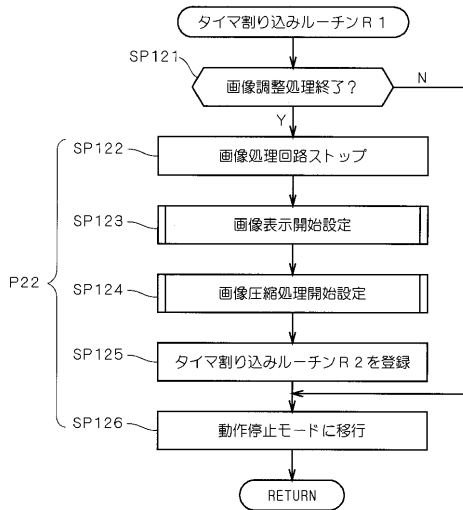 タイマ割り込みルーチンR1
SP121
画像調整処理終了?
N
Y
SP122
画像処理回路ストップ
SP123
画像表示開始設定
P22
SP124
画像圧縮処理開始設定
SP125
タイマ割り込みルーチンR2を登録
SP126
動作停止モードに移行
RETURN